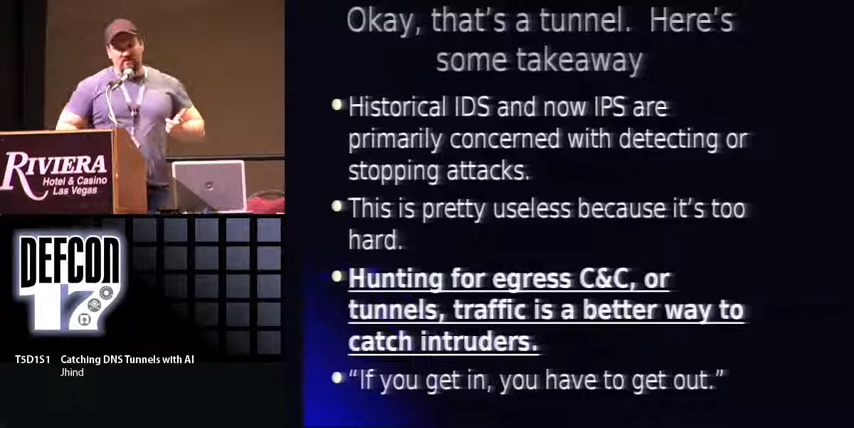 Okay, that's a tunnel. Here's
some takeaway
Historical IDS and now IPS are
primarily concerned with detecting or
stopping attacks.
This is pretty useless because it's too
hard.
Hunting for egress C&C, or
tunnels, traffic is a better way to
catch intruders.
"If you get in, you have to get out."
RIVIERA
Hotel & Casino
Las Vegas
DEFCON
17
T5D1S1 Catching DNS Tunnels with AI
Jhind